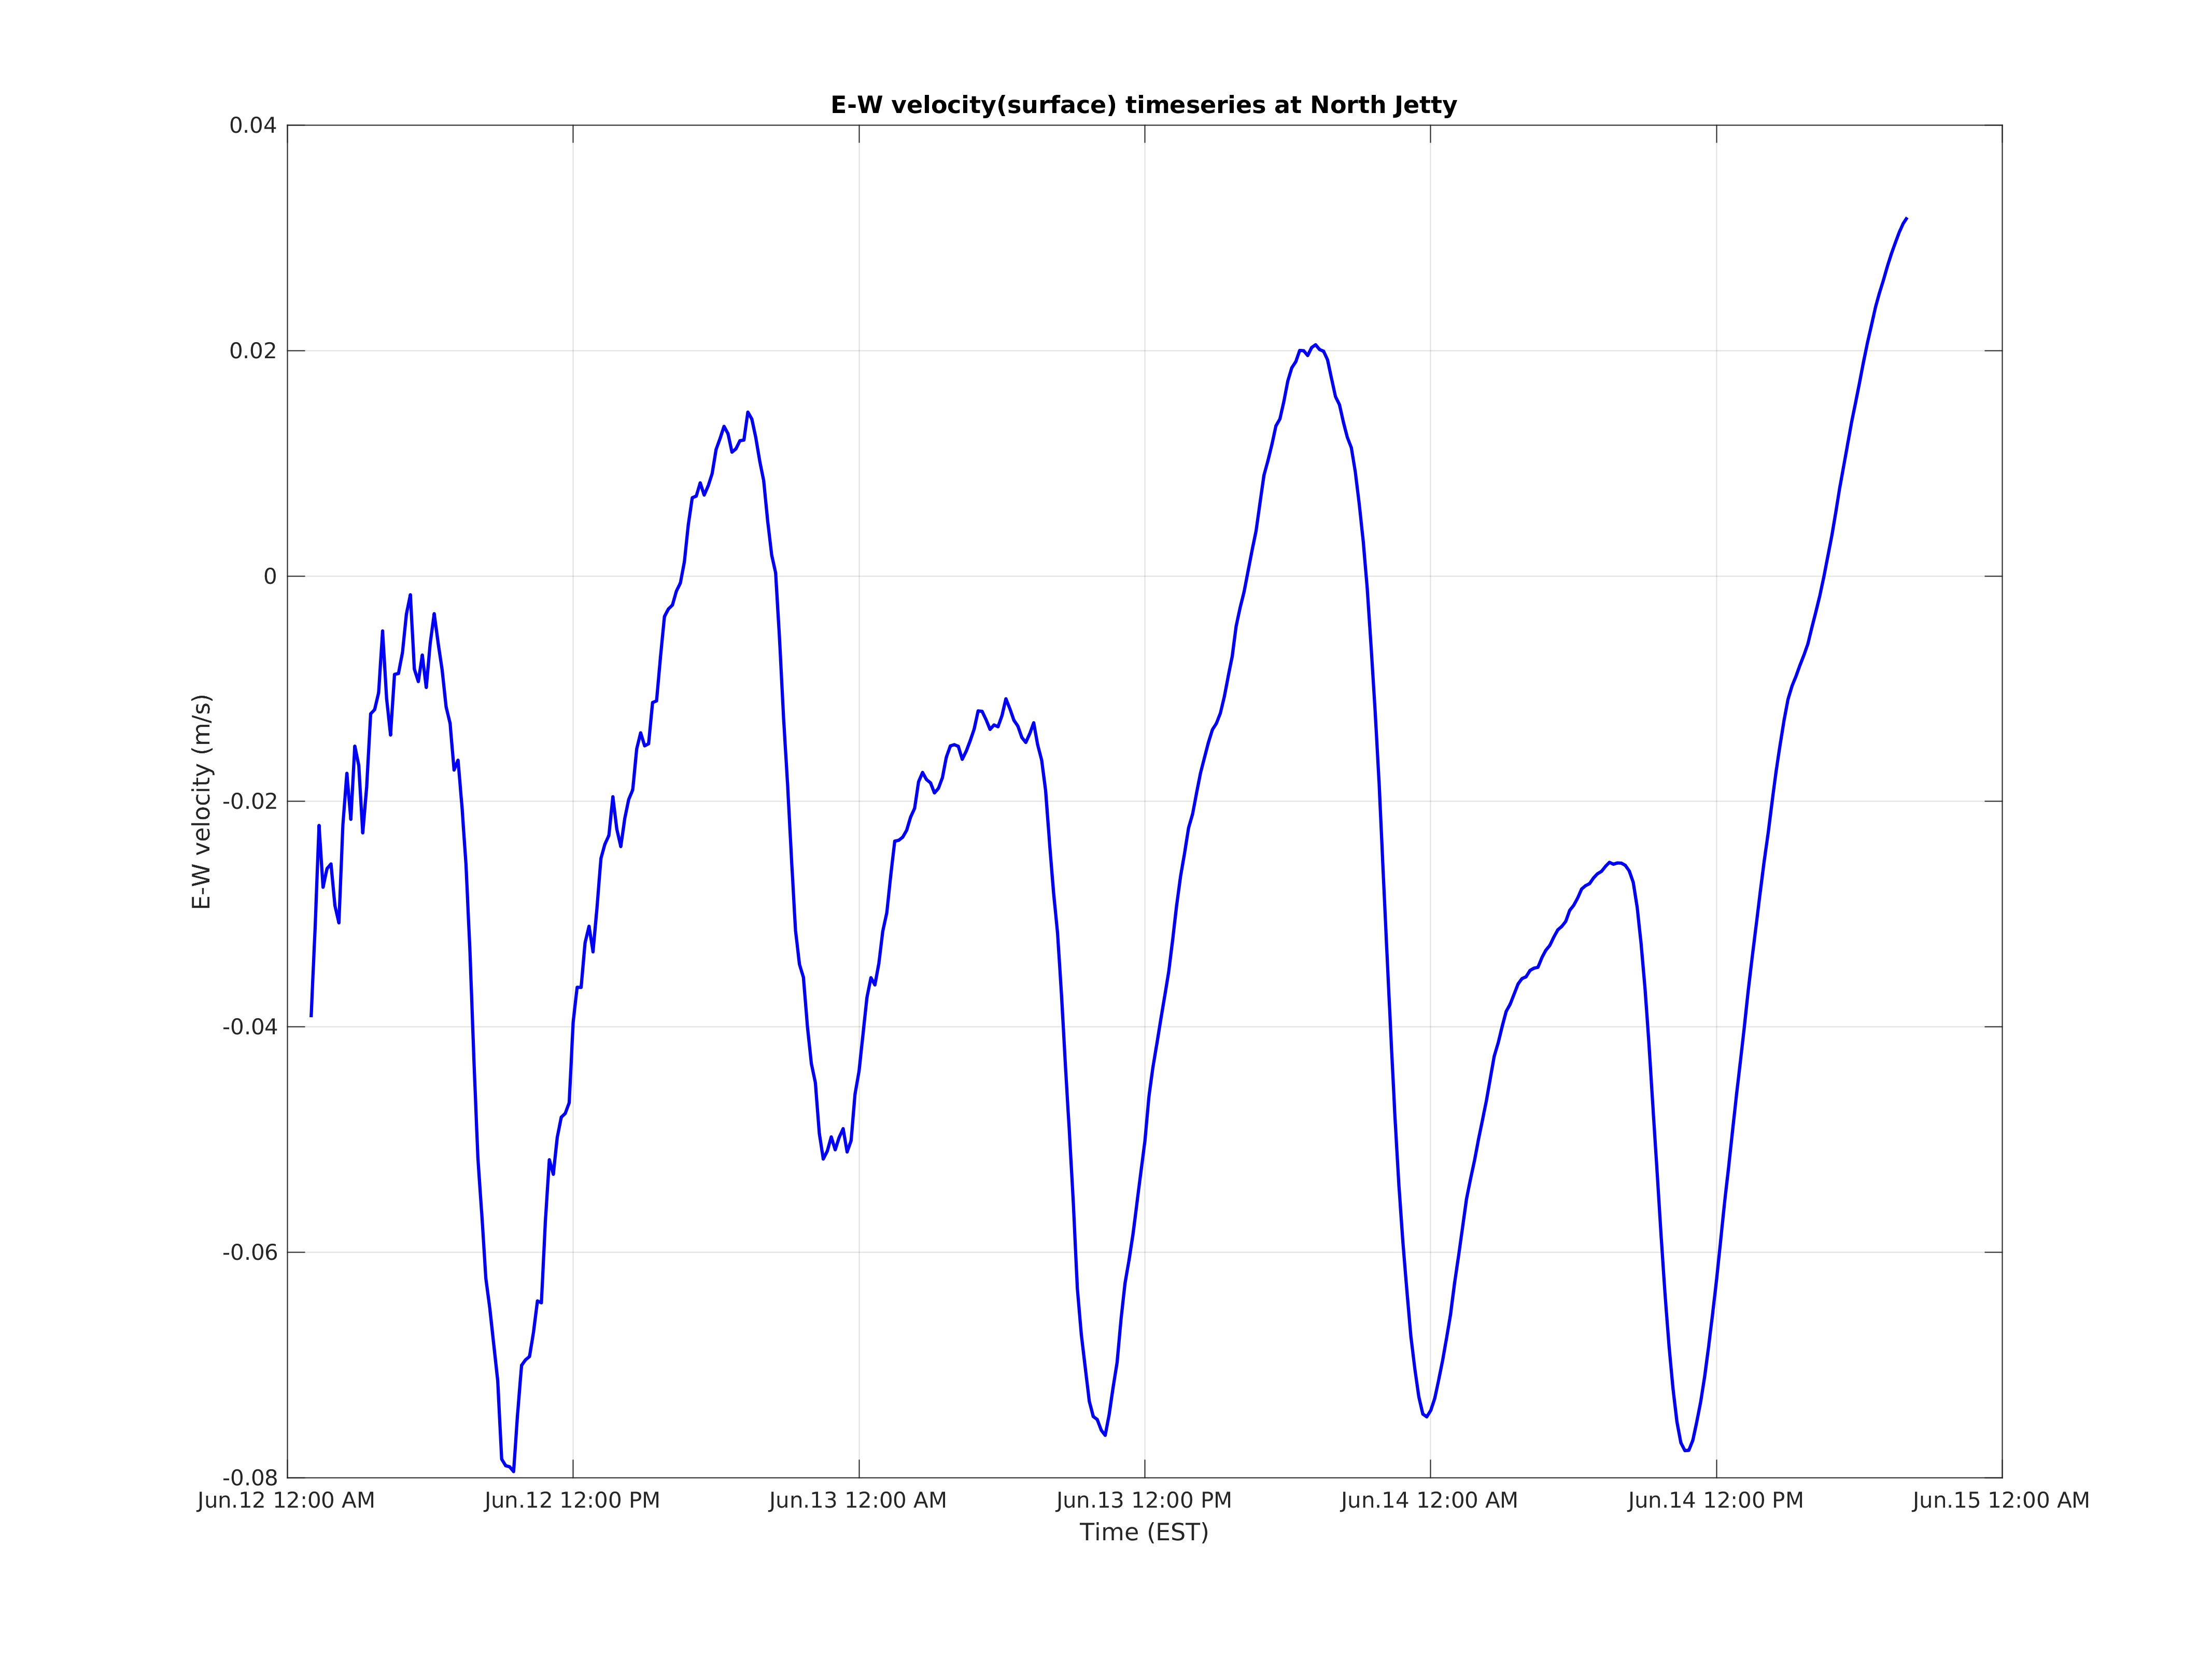 E-W velocity(surface) timeseries at North Jetty
0.04
0.02
0
-0.02
-0.04
-0.06
-0.08
E-W velocity (m/s)
Jun.12 12:00 AM
Jun.12 12:00 PM
Jun.13 12:00 AM
Jun.13 12:00 PM
Jun.14 12:00 AM
Jun.14 12:00 PM
Jun.15 12:00 AM
Time (EST)